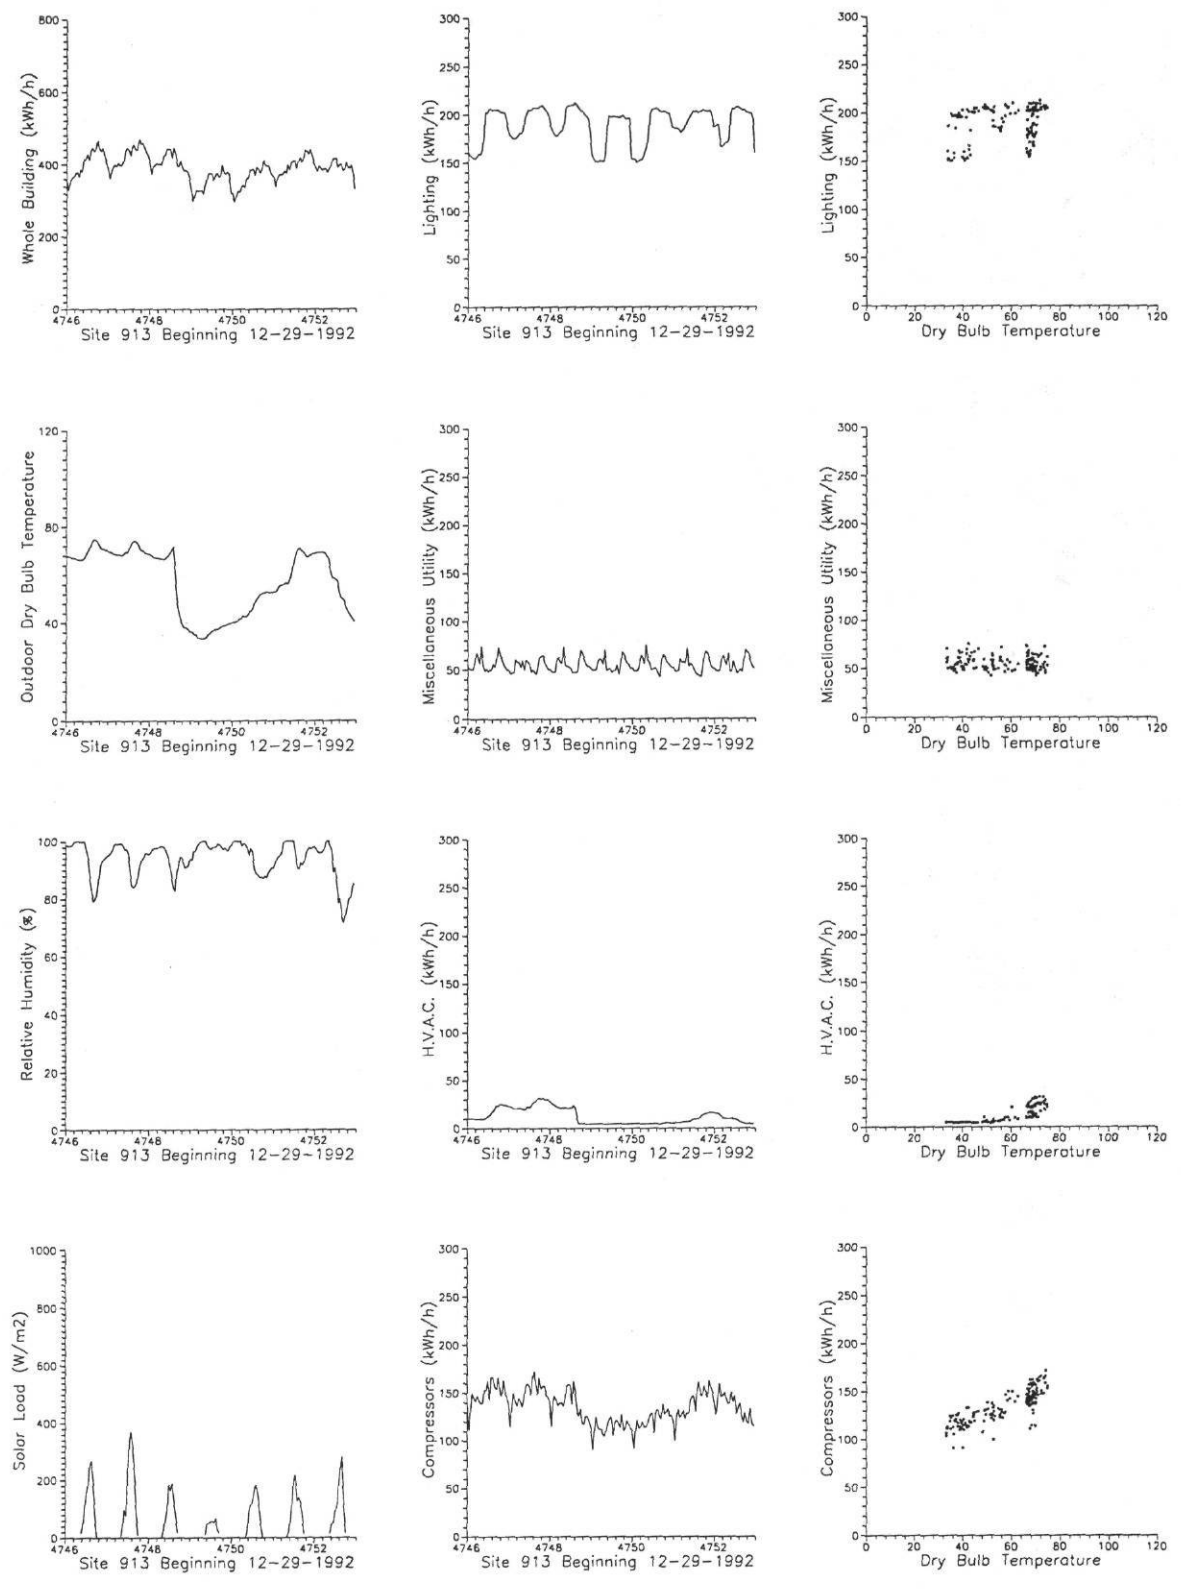 800
600
400
200
0
Whole Building (kWh/h)
4746 4748 4750 4752
Site 913 Beginning 12-29-1992
300
250
200
150
100
50
0
Lighting (kWh/h)
4746 4748 4750 4752
Site 913 Beginning 12-29-1992
300
250
200
150
100
50
0
Lighting (kWh/h)
0 20 40 60 80 100 120
Dry Bulb Temperature
120
80
40
0
Outdoor Dry Bulb Temperature
4746 4748 4750 4752
Site 913 Beginning 12-29-1992
300
250
200
150
100
50
0
Miscellaneous Utility (kWh/h)
4746 4748 4750 4752
Site 913 Beginning 12-29-1992
300
250
200
150
100
50
0
Miscellaneous Utility (kWh/h)
0 20 40 60 80 100 120
Dry Bulb Temperature
100
80
60
40
20
0
Relative Humidity (%)
4746 4748 4750 4752
Site 913 Beginning 12-29-1992
300
250
200
150
100
50
0
H.V.A.C. (kWh/h)
4746 4748 4750 4752
Site 913 Beginning 12-29-1992
300
250
200
150
100
50
0
H.V.A.C. (kWh/h)
0 20 40 60 80 100 120
Dry Bulb Temperature
1000
800
600
400
200
0
Solar Load (W/m2)
4746 4748 4750 4752
Site 913 Beginning 12-29-1992
300
250
200
150
100
50
0
Compressors (kWh/h)
4746 4748 4750 4752
Site 913 Beginning 12-29-1992
300
250
200
150
100
50
0
Compressors (kWh/h)
0 20 40 60 80 100 120
Dry Bulb Temperature